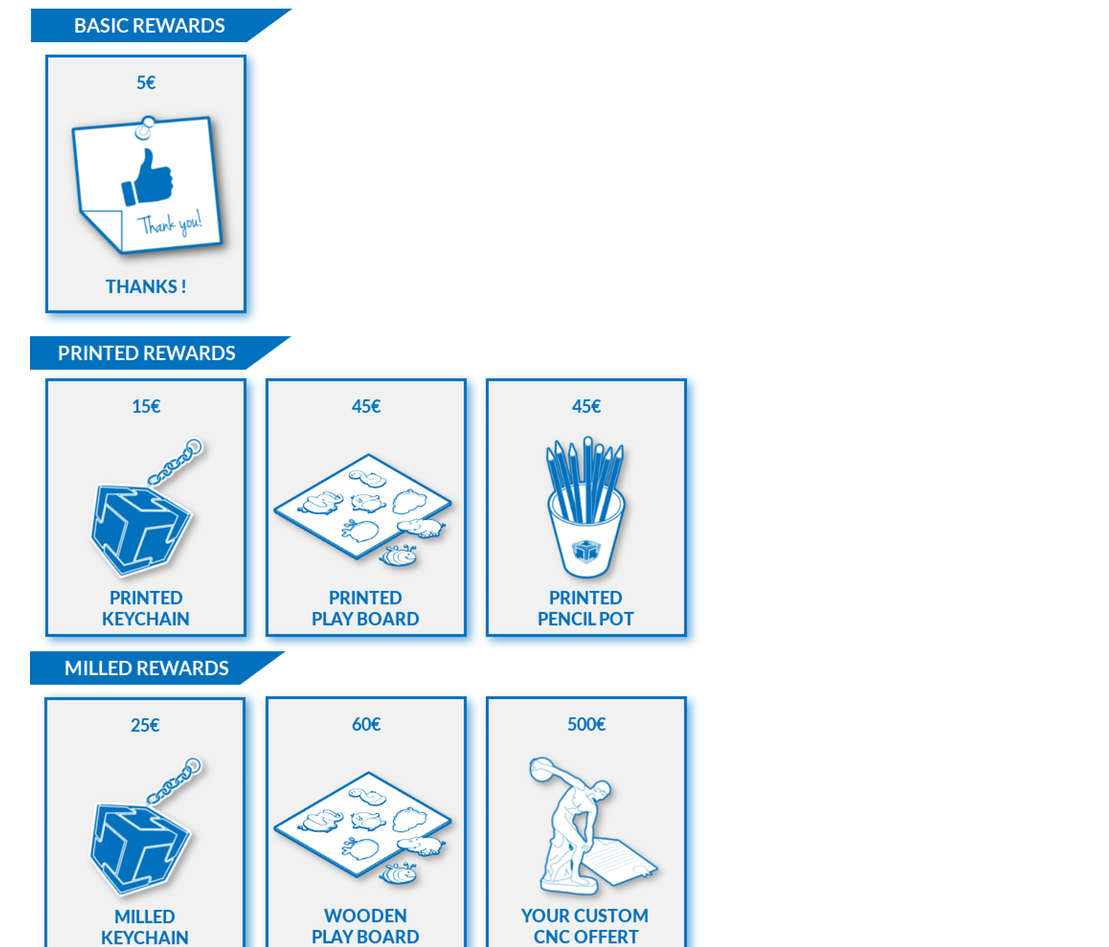 BASIC REWARDS
5€
Thank you!
THANKS !
PRINTED REWARDS
15€
PRINTED
KEYCHAIN
45€
PRINTED
PLAY BOARD
45€
PRINTED
PENCIL POT
MILLED REWARDS
25€
MILLED
KEYCHAIN
60€
WOODEN
PLAY BOARD
500€
YOUR CUSTOM
CNC OFFERT